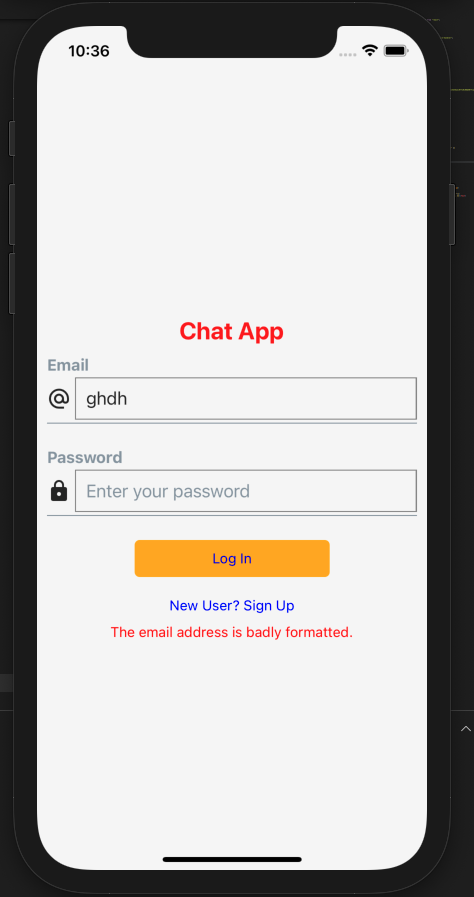 10:36
Chat App
Email
ghdh
Password
Enter your password
Log In
New User? Sign Up
The email address is badly formatted.